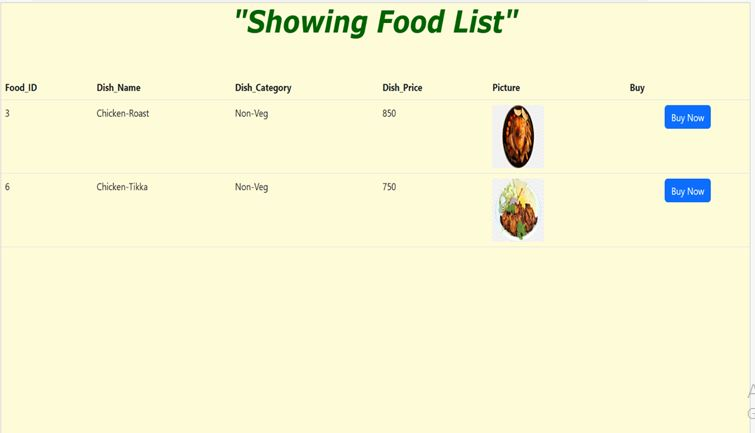 "Showing Food List"
Food_ID Dish_Name Dish_Category Dish_Price Picture Buy
3 Chicken-Roast Non-Veg 850 Buy Now
6 Chicken-Tikka Non-Veg 750 Buy Now